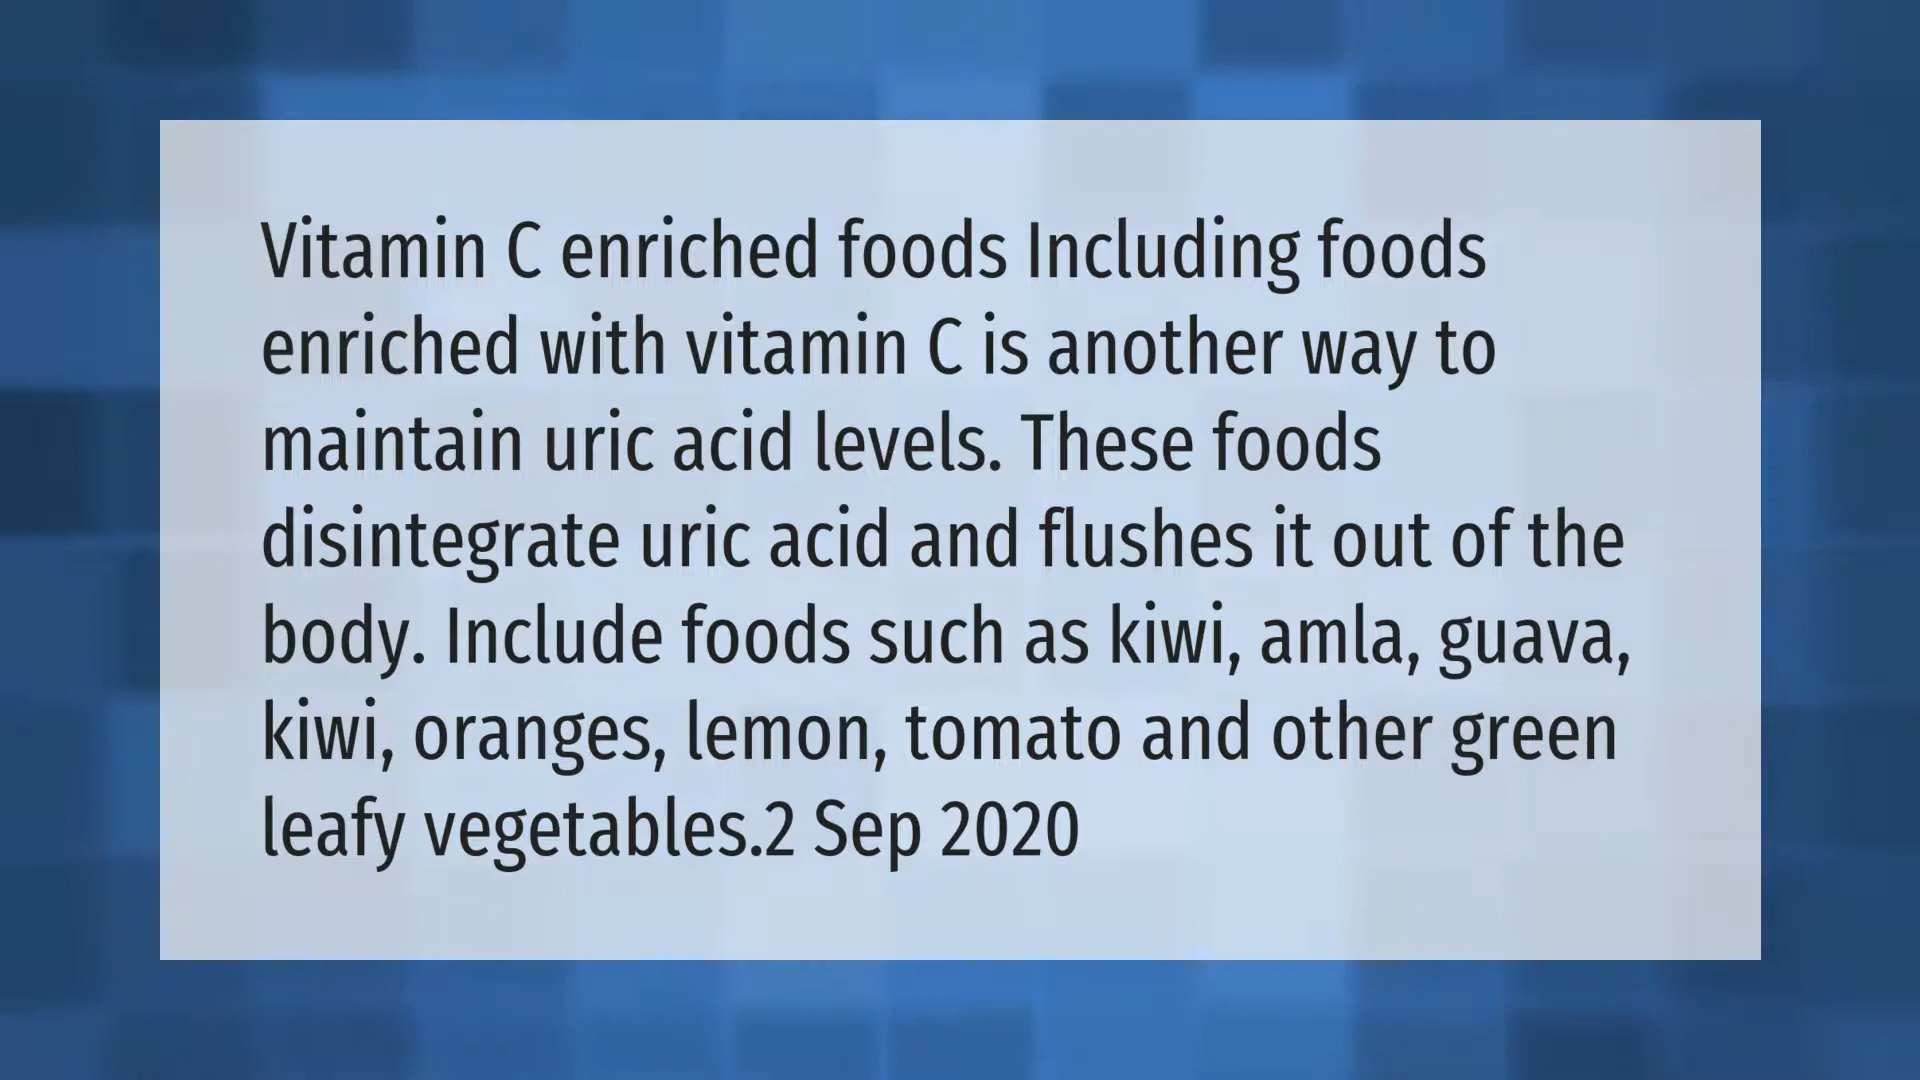 Vitamin C enriched foods Including foods
enriched with vitamin C is another way to
maintain uric acid levels. These foods
disintegrate uric acid and flushes it out of the
body. Include foods such as kiwi, amla, guava,
kiwi, oranges, lemon, tomato and other green
leafy vegetables.2 Sep 2020